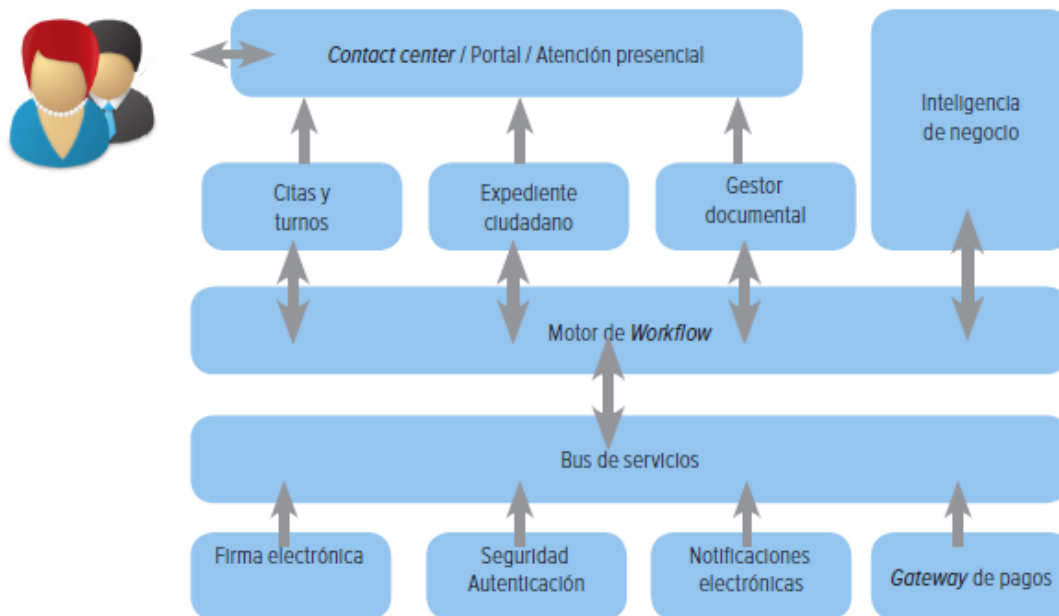 Contact center / Portal / Atención presencial
Inteligencia
de negocio
Citas y
turnos
Expediente
ciudadano
Gestor
documental
Motor de Workflow
Bus de servicios
Firma electrónica
Seguridad
Autenticación
Notificaciones
electrónicas
Gateway de pagos